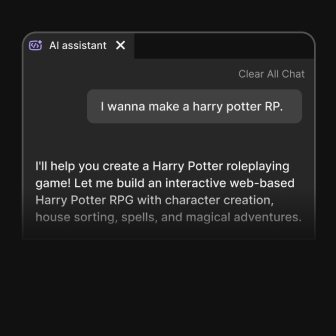 AI assistant
Clear All Chat
I wanna make a harry potter RP.
I'll help you create a Harry Potter roleplaying
game! Let me build an interactive web-based
Harry Potter RPG with character creation,
house sorting, spells, and magical adventures.